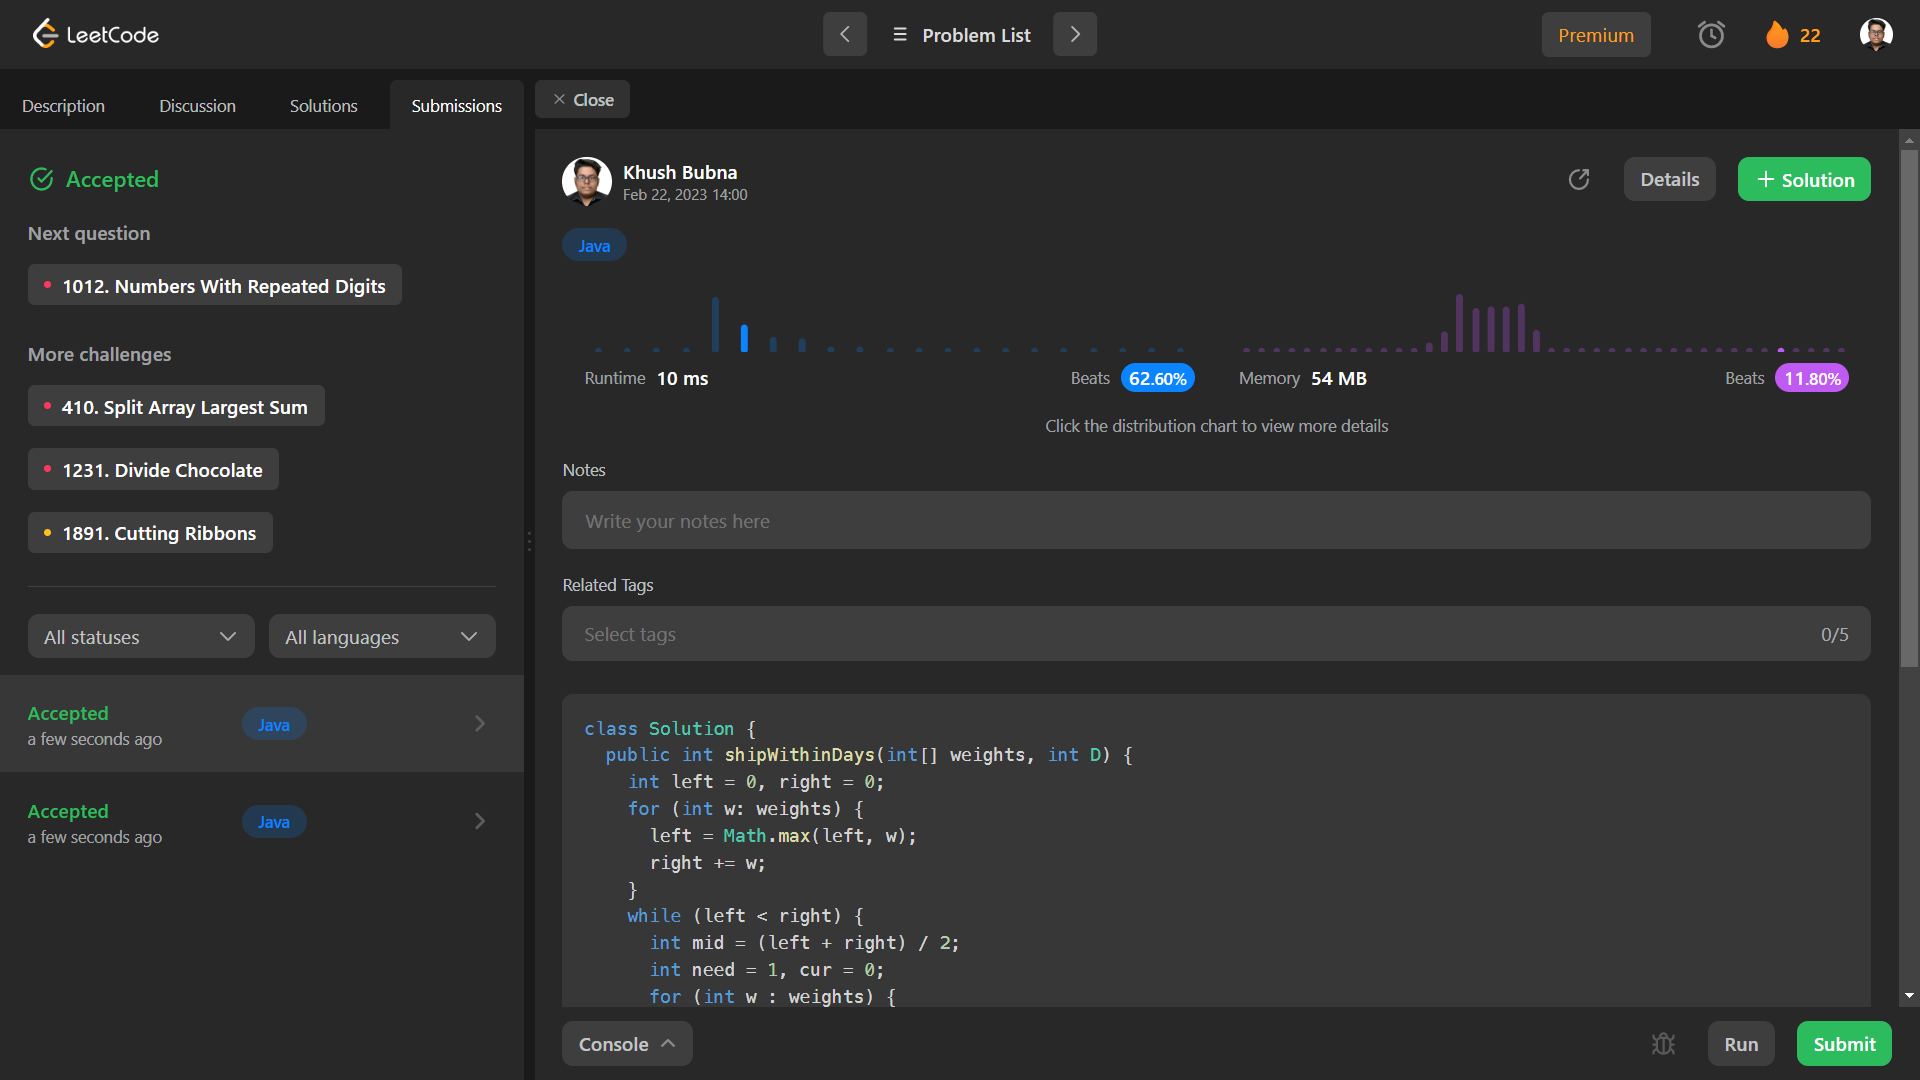 LeetCode
Problem List
Premium
22
Description
Discussion
Solutions
Submissions
Close
Accepted
Next question
1012. Numbers With Repeated Digits
More challenges
410. Split Array Largest Sum
1231. Divide Chocolate
1891. Cutting Ribbons
All statuses
All languages
Accepted
a few seconds ago
Java
Accepted
a few seconds ago
Java
Khush Bubna
Feb 22, 2023 14:00
Details
+ Solution
Java
Runtime 10 ms
Beats 62.60%
Memory 54 MB
Beats 11.80%
Click the distribution chart to view more details
Notes
Write your notes here
Related Tags
Select tags
0/5
class Solution {
  public int shipWithinDays(int[] weights, int D) {
    int left = 0, right = 0;
    for (int w: weights) {
      left = Math.max(left, w);
      right += w;
    }
    while (left < right) {
      int mid = (left + right) / 2;
      int need = 1, cur = 0;
      for (int w : weights) {
Console
Run
Submit